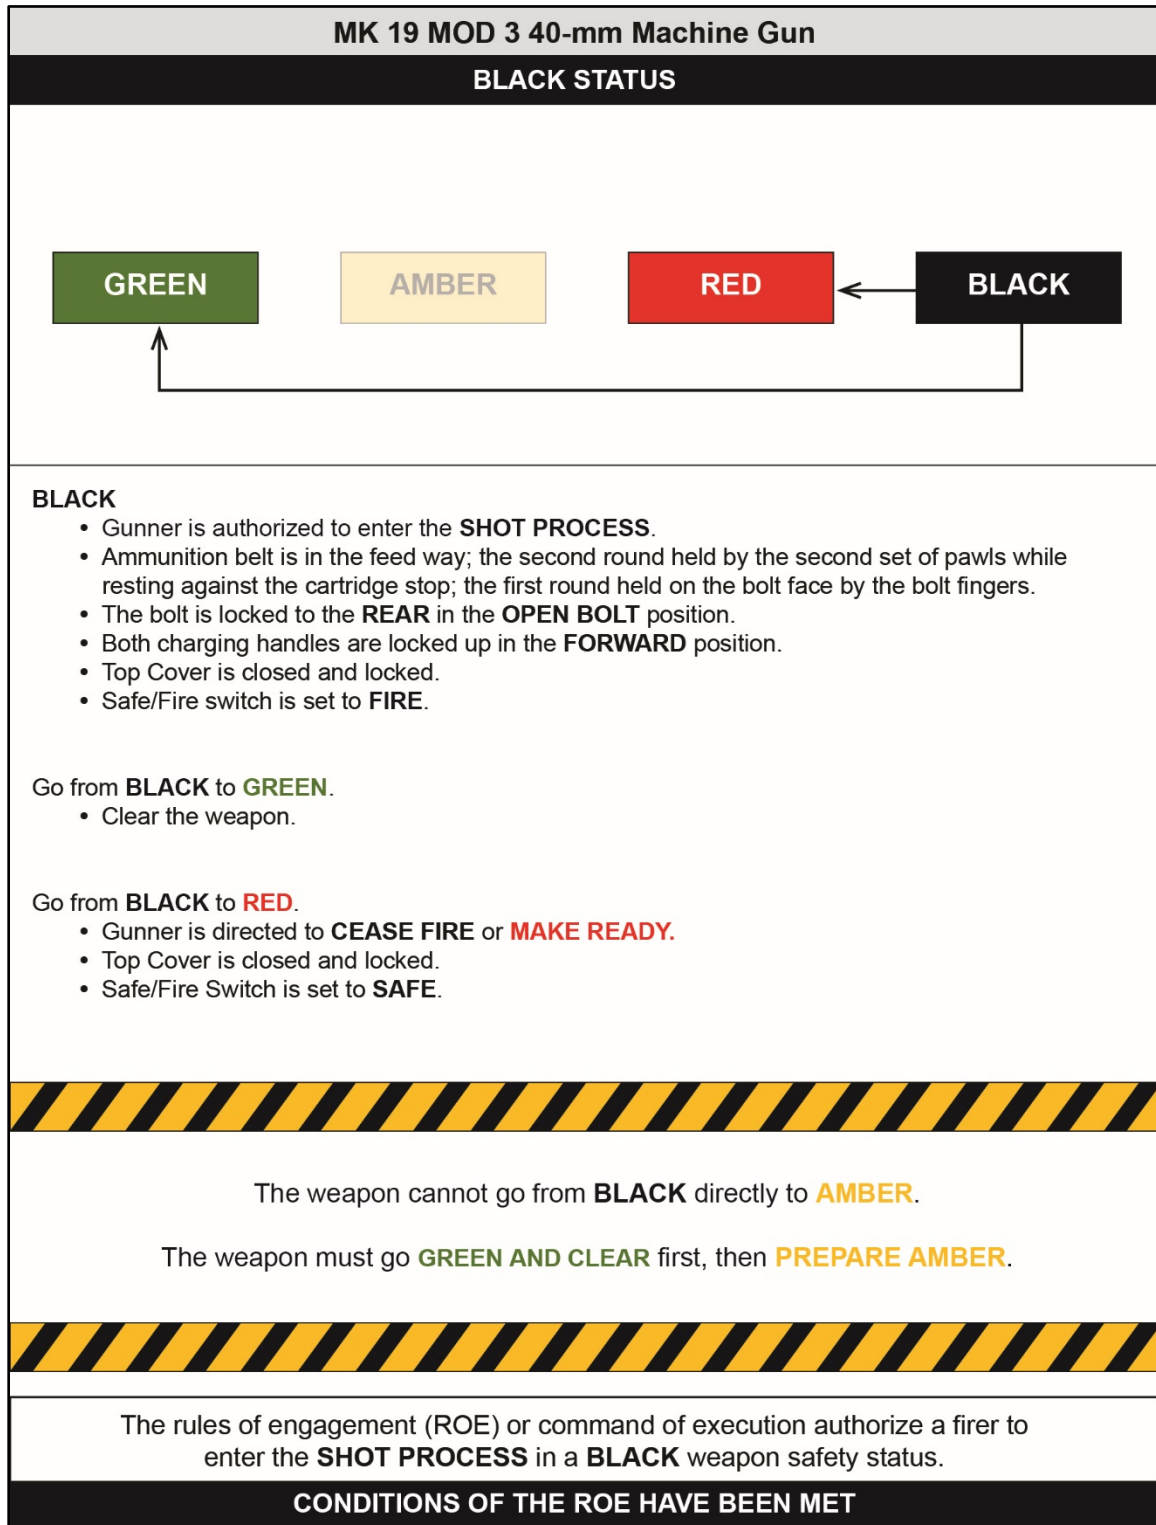 MK 19 MOD 3 40-mm Machine Gun
BLACK STATUS
GREEN
AMBER
RED
BLACK
BLACK
• Gunner is authorized to enter the SHOT PROCESS.
• Ammunition belt is in the feed way; the second round held by the second set of pawls while
resting against the cartridge stop; the first round held on the bolt face by the bolt fingers.
• The bolt is locked to the REAR in the OPEN BOLT position.
• Both charging handles are locked up in the FORWARD position.
• Top Cover is closed and locked.
• Safe/Fire switch is set to FIRE.
Go from BLACK to GREEN.
• Clear the weapon.
Go from BLACK to RED.
• Gunner is directed to CEASE FIRE or MAKE READY.
• Top Cover is closed and locked.
• Safe/Fire Switch is set to SAFE.
The weapon cannot go from BLACK directly to AMBER.
The weapon must go GREEN AND CLEAR first, then PREPARE AMBER.
The rules of engagement (ROE) or command of execution authorize a firer to
enter the SHOT PROCESS in a BLACK weapon safety status.
CONDITIONS OF THE ROE HAVE BEEN MET